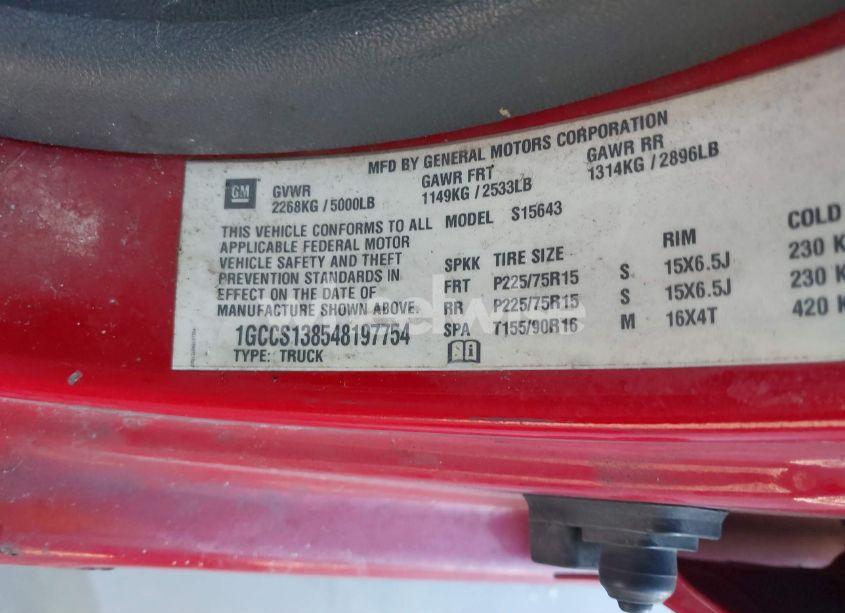 MFD BY GENERAL MOTORS CORPORATION
GM
GVWR GAWR FRT GAWR RR
2268KG / 5000LB 1149KG / 2533LB 1314KG / 2896LB
THIS VEHICLE CONFORMS TO ALL
APPLICABLE FEDERAL MOTOR
VEHICLE SAFETY AND THEFT
PREVENTION STANDARDS IN
EFFECT ON THE DATE OF
MANUFACTURE SHOWN ABOVE.
1GCCS138548197754
TYPE: TRUCK
MODEL S15643
SPKK TIRE SIZE RIM COLD
FRT P225/75R15 S 15X6.5J 230 K
RR P225/75R15 S 15X6.5J 230 K
SPA T155/90R16 M 16X4T 420 K